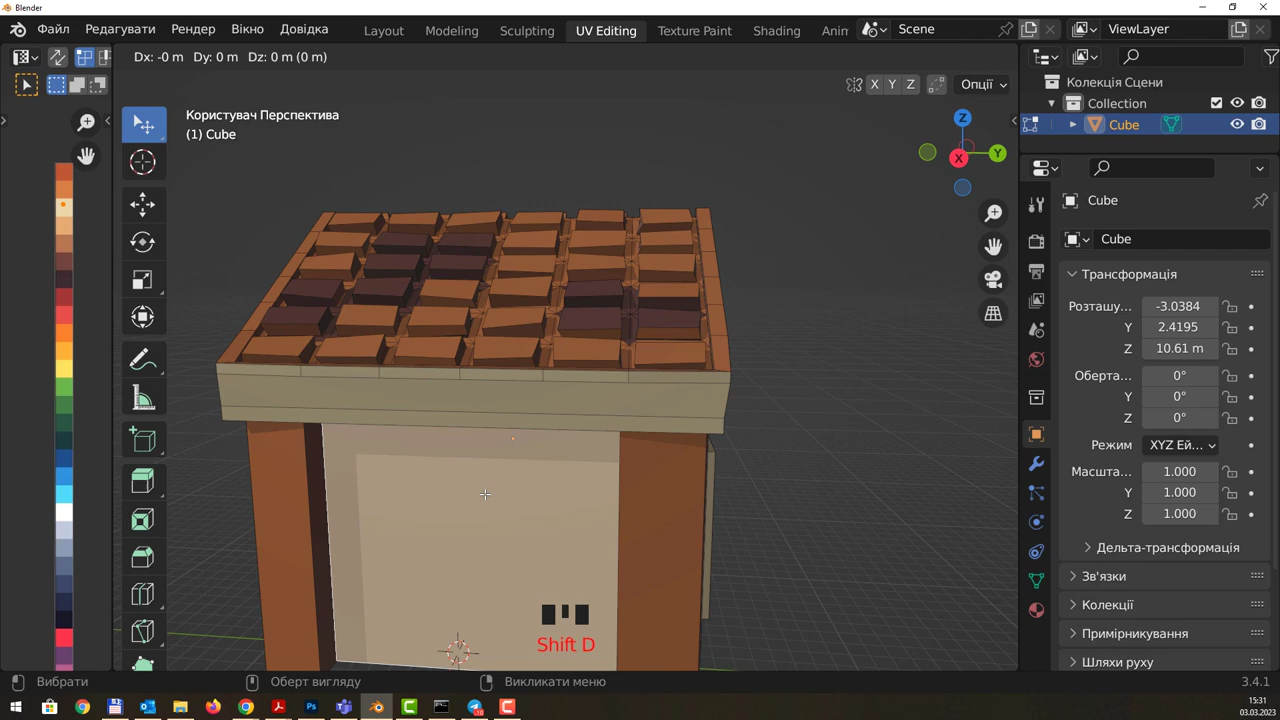 Blender
Файл Редагувати Рендер Вікно Довідка Layout Modeling Sculpting UV Editing Texture Paint Shading Anim Scene ViewLayer
Dx: -0 m Dy: 0 m Dz: 0 m (0 m)
X Y Z Опції
Колекція Сцени
Collection
Cube
Користувач Перспектива
(1) Cube
Z
X
Y
Cube
Cube
Трансформація
Розташу... -3.0384
Y 2.4195
Z 10.61 m
Оберта... 0°
Y 0°
Z 0°
Режим XYZ Ей...
Масшта... 1.000
Y 1.000
Z 1.000
Дельта-трансформація
Зв'язки
Колекції
Примірникування
Шляхи руху
Shift D
Вибрати Оберт вигляду Викликати меню 3.4.1
15:31
03.03.2023